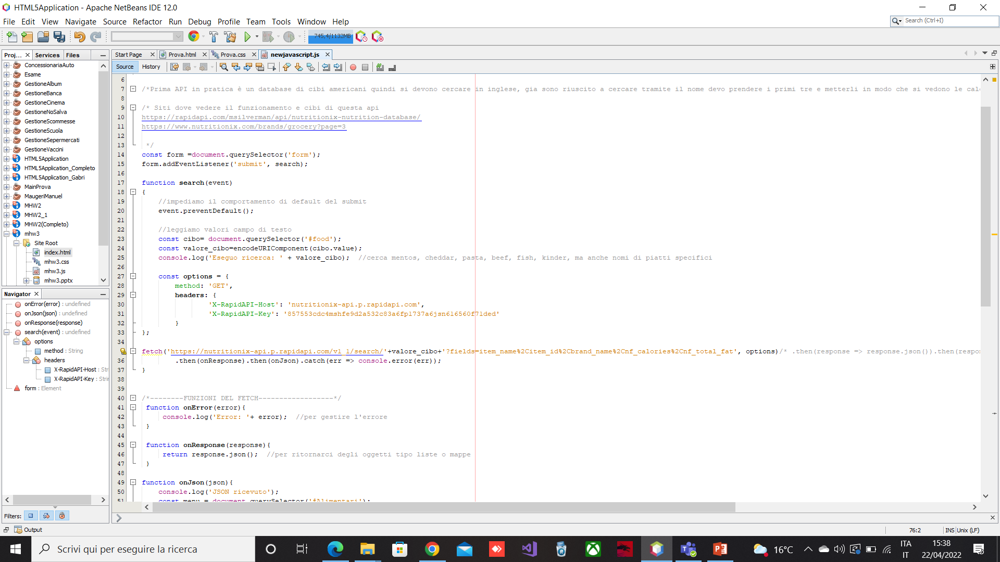 HTML5Application - Apache NetBeans IDE 12.0
File Edit View Navigate Source Refactor Run Debug Profile Team Tools Window Help
Search (Ctrl+I)
745,4/1132MB
Proj... Services Files
Start Page Prova.html Prova.css newjavascript.js
Source History
ConcessionariaAuto
Esame
GestioneAlbum
GestioneBanca
GestioneCinema
GestioneNoSalva
GestioneScommesse
GestioneScuola
GestioneSepermercati
GestioneVaccini
HTML5Application
HTML5Application_Completo
HTML5Application_Gabri
MainProva
MaugeriManuel
MHW2
MHW2_1
MHW2(Completo)
mhw3
Site Root
index.html
mhw3.css
mhw3.js
mhw3.pptx
Navigator
onError(error) : undefined
onJson(json) : undefined
onResponse(response)
search(event) : undefined
options
method : String
headers
X-RapidAPI-Host : Str
X-RapidAPI-Key : Strin
form : Element
Filters:
6
7 /*Prima API in pratica è un database di cibi americani quindi si devono cercare in inglese, gia sono riuscito a cercare tramite il nome devo prendere i primi tre e metterli in modo che si vedono le cal
8
9 /* Siti dove vedere il funzionamento e cibi di questa api
10 https://rapidapi.com/msilverman/api/nutritionix-nutrition-database/
11 https://www.nutritionix.com/brands/grocery?page=3
12
13 */
14 const form =document.querySelector('form');
15 form.addEventListener('submit', search);
16
17 function search(event)
18 {
19 //impediamo il comportamento di default del submit
20 event.preventDefault();
21
22 //leggiamo valori campo di testo
23 const cibo= document.querySelector('#food');
24 const valore_cibo=encodeURIComponent(cibo.value);
25 console.log('Eseguo ricerca: ' + valore_cibo); //cerca mentos, cheddar, pasta, beef, fish, kinder, ma anche nomi di piatti specifici
26
27 const options = {
28 method: 'GET',
29 headers: {
30 'X-RapidAPI-Host': 'nutritionix-api.p.rapidapi.com',
31 'X-RapidAPI-Key': '857553cdc4mshfe9d2a532c83a6fp1737a6jsn616560f71ded'
32 }
33 };
34
fetch('https://nutritionix-api.p.rapidapi.com/v1_1/search/'+valore_cibo+'?fields=item_name%2Citem_id%2Cbrand_name%2Cnf_calories%2Cnf_total_fat', options)/* .then(response => response.json()).then(respon
36 .then(onResponse).then(onJson).catch(err => console.error(err));
37 }
38
39
40 /*--------FUNZIONI DEL FETCH------------------*/
41 function onError(error){
42 console.log('Error: '+ error); //per gestire l'errore
43 }
44
45 function onResponse(response){
46 return response.json(); //per ritornarci degli oggetti tipo liste o mappe
47 }
48
49 function onJson(json){
50 console.log('JSON ricevuto');
51 const menu = document.querySelector('#Alimentari');
Output
76:2 INS Unix (LF)
Scrivi qui per eseguire la ricerca
16°C
ITA
IT
15:38
22/04/2022